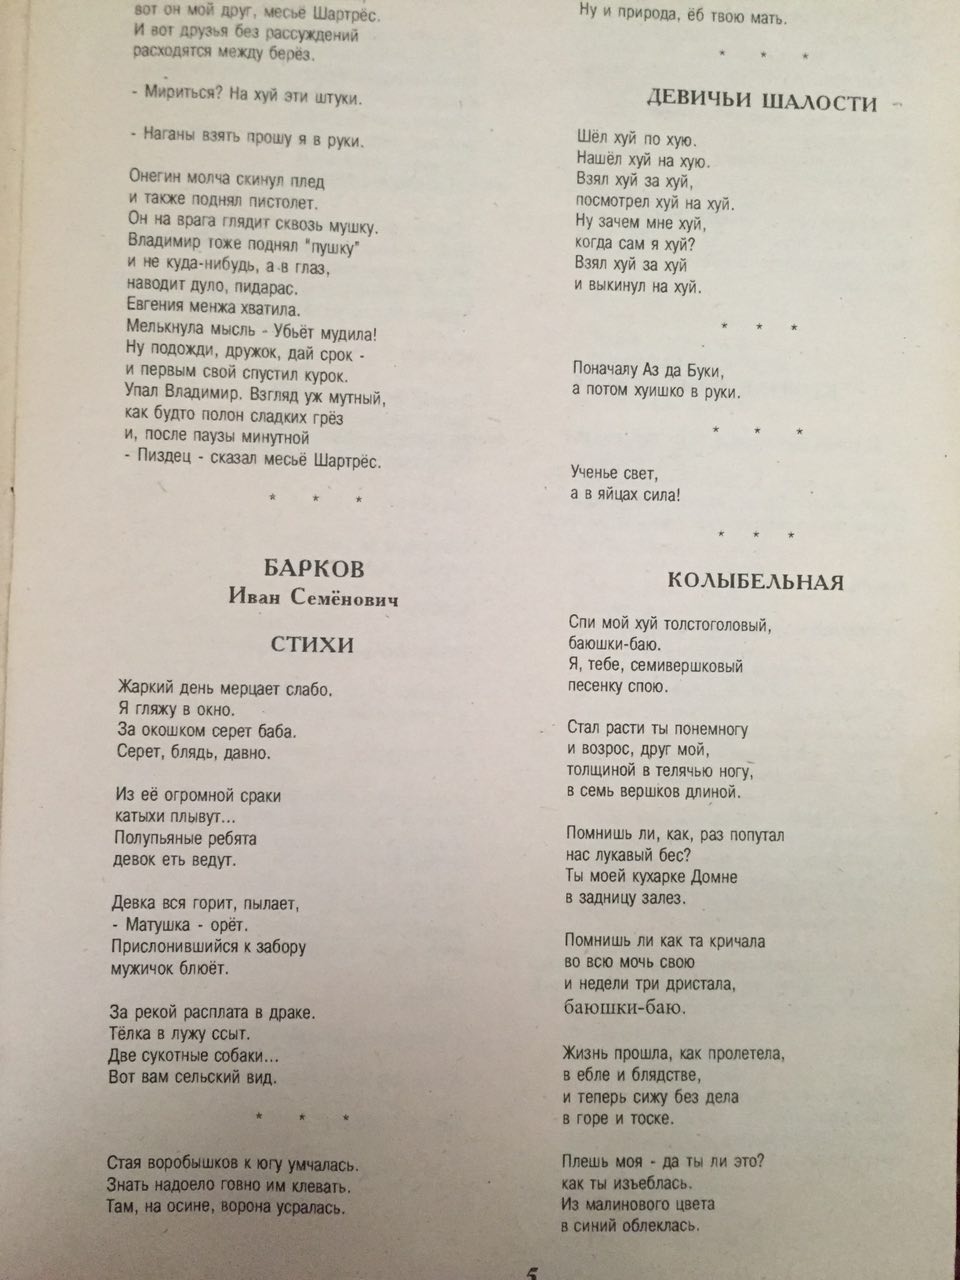 вот он мой друг, месьё Шартрёс.
И вот друзья без рассуждений
расходятся между берёз.
- Мириться? На хуй эти штуки.
- Наганы взять прошу я в руки.
Онегин молча скинул плед
и также поднял пистолет.
Он на врага глядит сквозь мушку.
Владимир тоже поднял "пушку"
и не куда-нибудь, а в глаз,
наводит дуло, пидарас.
Евгения менжа хватила.
Мелькнула мысль - Убьёт мудила!
Ну подожди, дружок, дай срок -
и первым свой спустил курок.
Упал Владимир. Взгляд уж мутный,
как будто полон сладких грёз
и, после паузы минутной
- Пиздец - сказал месьё Шартрёс.
* * *
БАРКОВ
Иван Семёнович
СТИХИ
Жаркий день мерцает слабо.
Я гляжу в окно.
За окошком серет баба.
Серет, блядь, давно.
Из её огромной сраки
катыхи плывут...
Полупьяные ребята
девок еть ведут.
Девка вся горит, пылает,
- Матушка - орёт.
Прислонившийся к забору
мужичок блюёт.
За рекой расплата в драке.
Тёлка в лужу ссыт.
Две сукотные собаки...
Вот вам сельский вид.
* * *
Стая воробышков к югу умчалась.
Знать надоело говно им клевать.
Там, на осине, ворона усралась.
Ну и природа, ёб твою мать.
* * *
ДЕВИЧЬИ ШАЛОСТИ
Шёл хуй по хую.
Нашёл хуй на хую.
Взял хуй за хуй,
посмотрел хуй на хуй.
Ну зачем мне хуй,
когда сам я хуй?
Взял хуй за хуй
и выкинул на хуй.
* * *
Поначалу Аз да Буки,
а потом хуишко в руки.
* * *
Ученье свет,
а в яйцах сила!
* * *
КОЛЫБЕЛЬНАЯ
Спи мой хуй толстоголовый,
баюшки-баю.
Я, тебе, семивершковый
песенку спою.
Стал расти ты понемногу
и возрос, друг мой,
толщиной в телячью ногу,
в семь вершков длиной.
Помнишь ли, как, раз попутал
нас лукавый бес?
Ты моей кухарке Домне
в задницу залез.
Помнишь ли как та кричала
во всю мочь свою
и недели три дристала,
баюшки-баю.
Жизнь прошла, как пролетела,
в ебле и блядстве,
и теперь сижу без дела
в горе и тоске.
Плешь моя - да ты ли это?
как ты изъеблась.
Из малинового цвета
в синий облеклась.
5